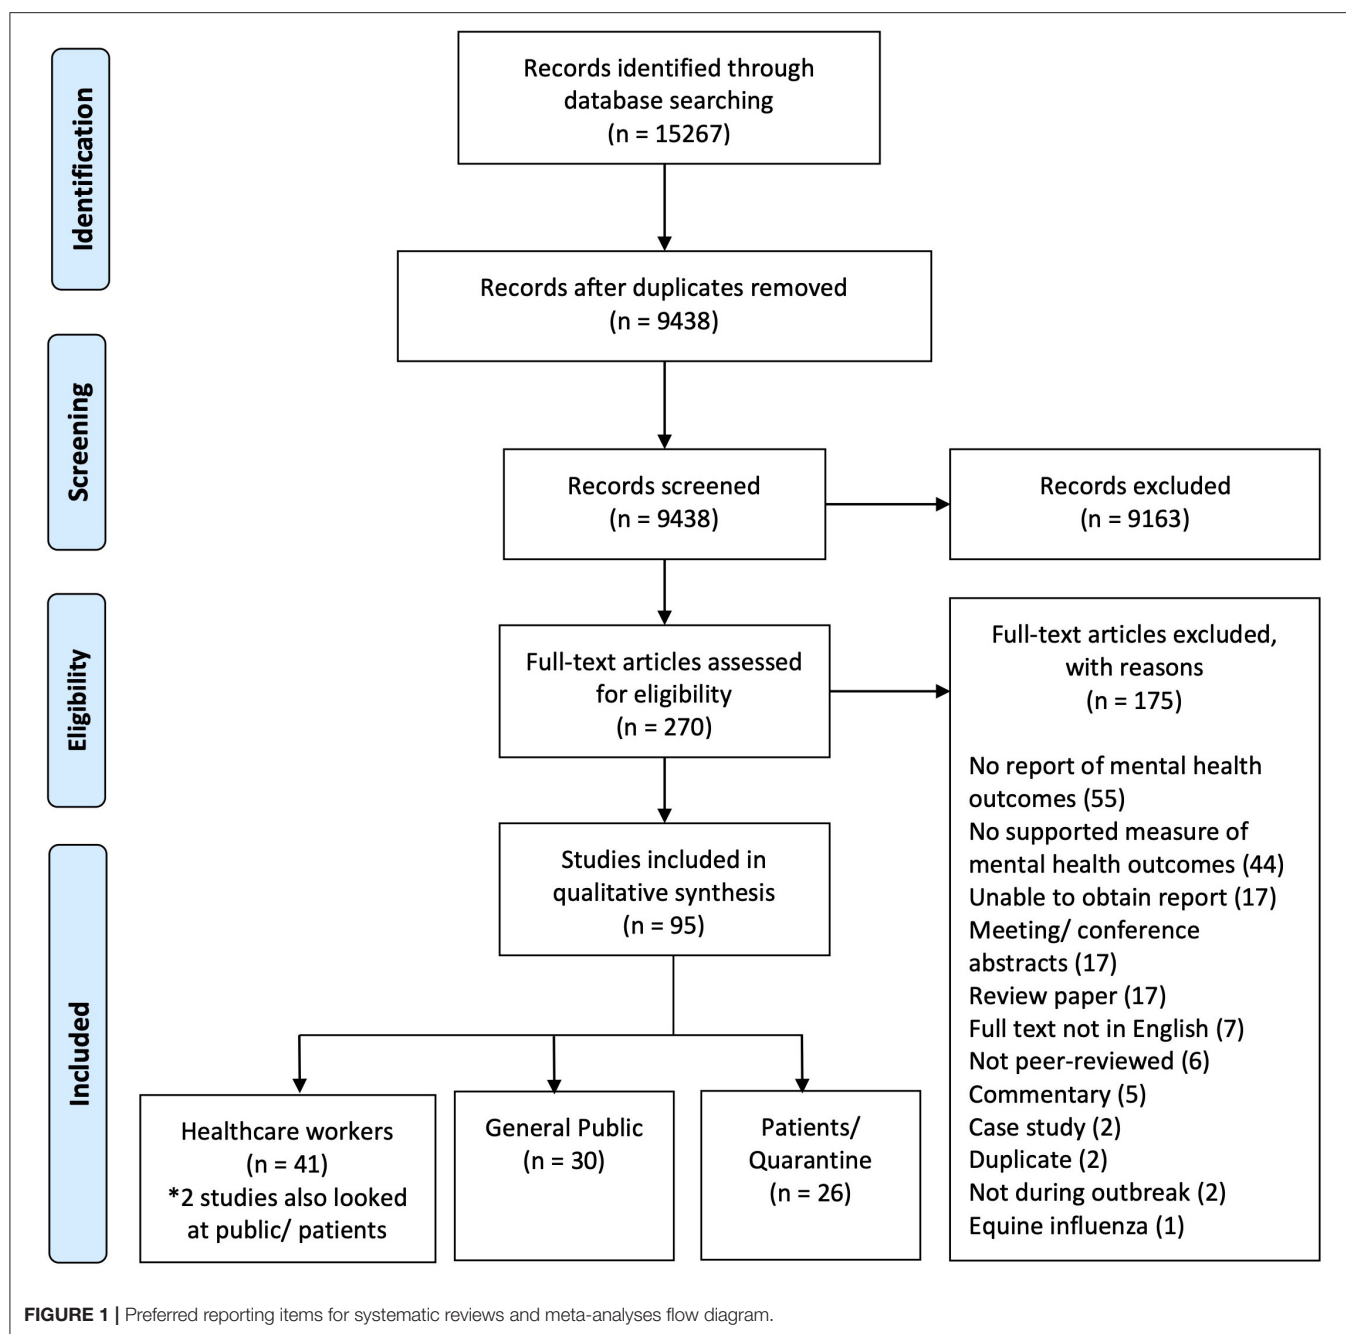 Identification
Records identified through
database searching
(n = 15267)
Records after duplicates removed
(n = 9438)
Screening
Records screened
(n = 9438)
Records excluded
(n = 9163)
Eligibility
Full-text articles assessed
for eligibility
(n = 270)
Full-text articles excluded,
with reasons
(n = 175)
No report of mental health
outcomes (55)
No supported measure of
mental health outcomes (44)
Unable to obtain report (17)
Meeting/ conference
abstracts (17)
Review paper (17)
Full text not in English (7)
Not peer-reviewed (6)
Commentary (5)
Case study (2)
Duplicate (2)
Not during outbreak (2)
Equine influenza (1)
Included
Studies included in
qualitative synthesis
(n = 95)
Healthcare workers
(n = 41)
*2 studies also looked
at public/ patients
General Public
(n = 30)
Patients/
Quarantine
(n = 26)
FIGURE 1 | Preferred reporting items for systematic reviews and meta-analyses flow diagram.